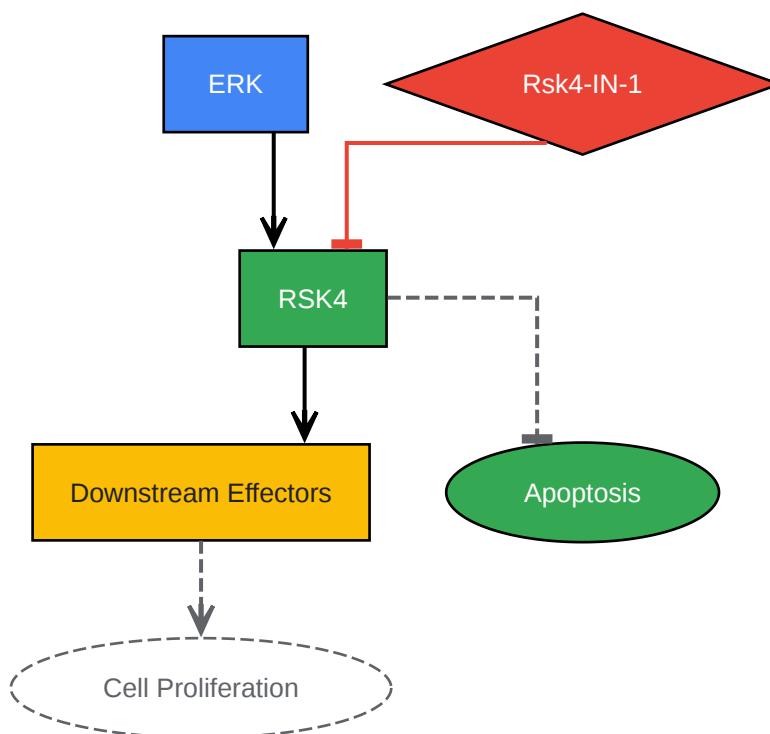 ERK
Rsk4-IN-1
RSK4
Downstream Effectors
Apoptosis
Cell Proliferation